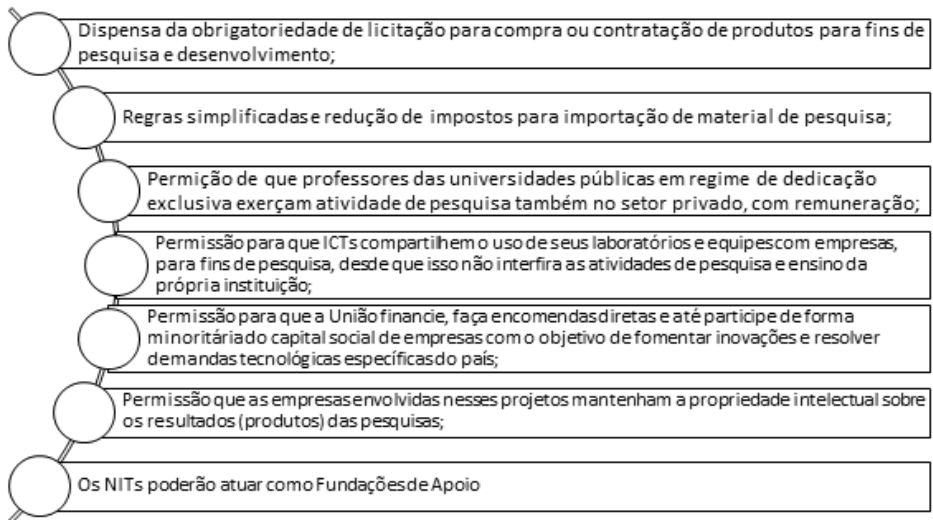 Dispensa da obrigatoriedade de licitação para compra ou contratação de produtos para fins de
pesquisa e desenvolvimento;
Regras simplificadas e redução de impostos para importação de material de pesquisa;
Permição de que professores das universidades públicas em regime de dedicação
exclusiva exerçam atividade de pesquisa também no setor privado, com remuneração;
Permissão para que ICTs compartilhem o uso de seus laboratórios e equipes com empresas,
para fins de pesquisa, desde que isso não interfira as atividades de pesquisa e ensino da
própria instituição;
Permissão para que a União financie, faça encomendas diretas e até participe de forma
minoritária do capital social de empresas com o objetivo de fomentar inovações e resolver
demandas tecnológicas específicas do país;
Permissão que as empresas envolvidas nesses projetos mantenham a propriedade intelectual sobre
os resultados (produtos) das pesquisas;
Os NITs poderão atuar como Fundações de Apoio